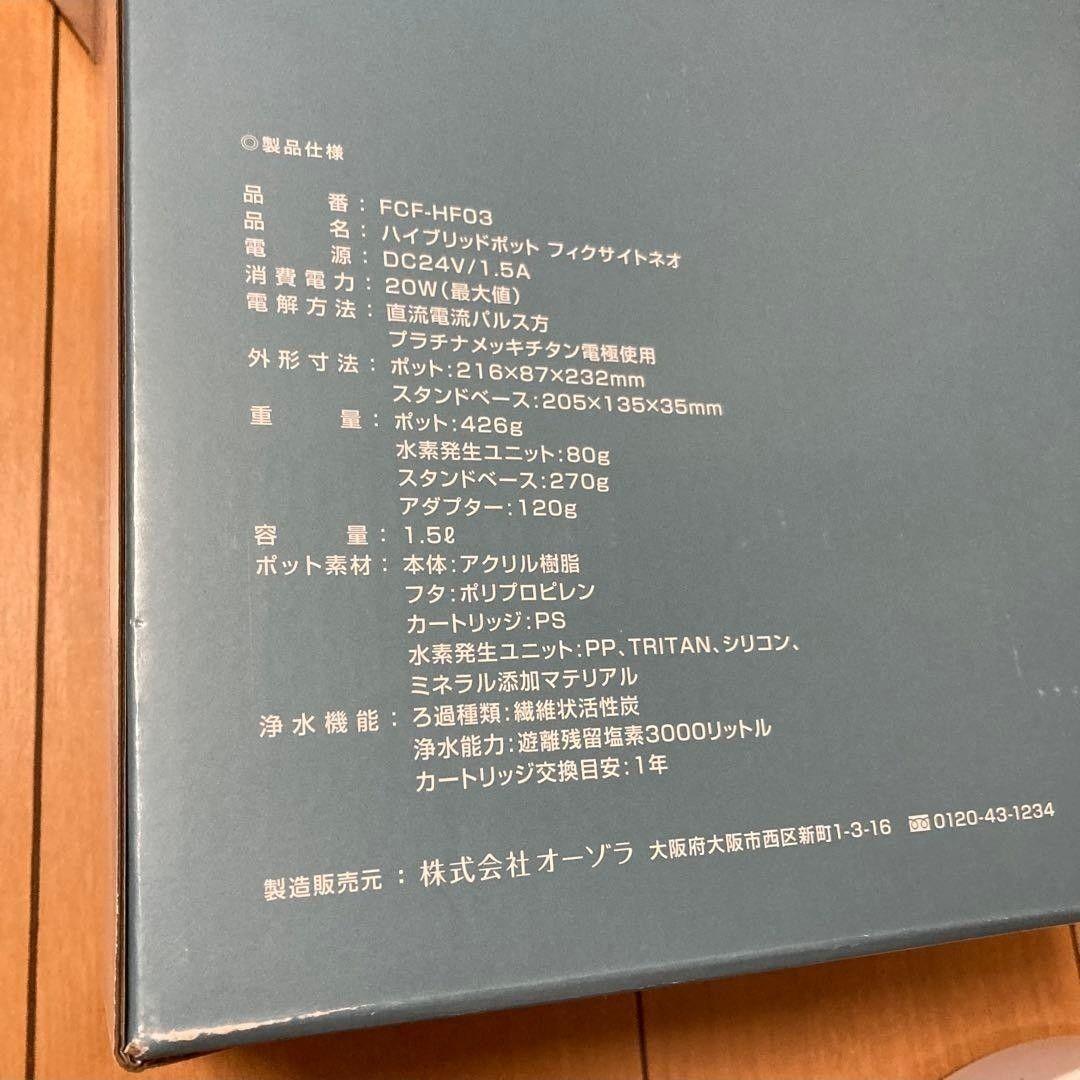 ◎製品仕様
品番：FCF-HF03
品名：ハイブリッドポット フィクサイトネオ
電源：DC24V/1.5A
消費電力：20W（最大値）
電解方法：直流電流パルス方
プラチナメッキチタン電極使用
外形寸法：ポット：216×87×232mm
スタンドベース：205×135×35mm
重量：ポット：426g
水素発生ユニット：80g
スタンドベース：270g
アダプター：120g
容量：1.5ℓ
ポット素材：本体：アクリル樹脂
フタ：ポリプロピレン
カートリッジ：PS
水素発生ユニット：PP、TRITAN、シリコン、
ミネラル添加マテリアル
浄水機能：ろ過種類：繊維状活性炭
浄水能力：遊離残留塩素3000リットル
カートリッジ交換目安：1年
製造販売元：株式会社オーゾラ 大阪府大阪市西区新町1-3-16 0120-43-1234